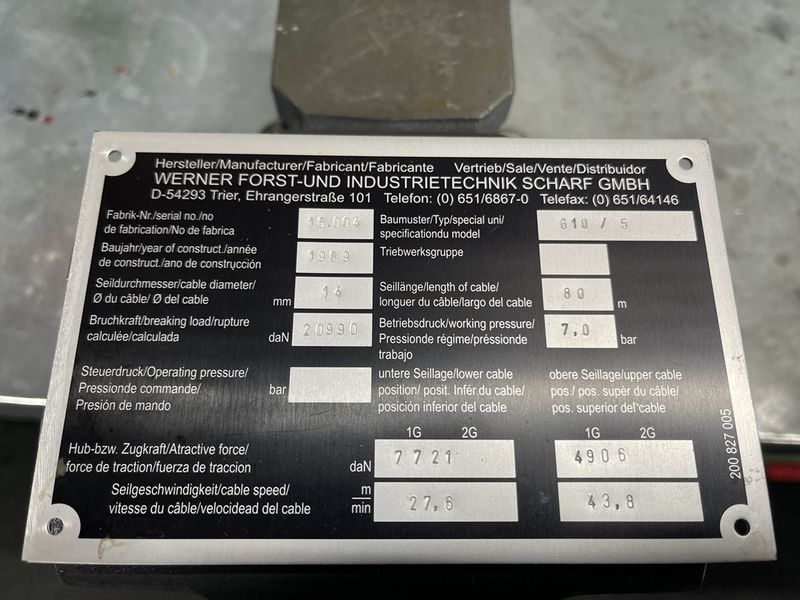 Hersteller/Manufacturer/Fabricant/Fabricante Vertrieb/Sale/Vente/Distribuidor
WERNER FORST-UND INDUSTRIETECHNIK SCHARF GMBH
D-54293 Trier, Ehrangerstraße 101 Telefon: (0) 651/6867-0 Telefax: (0) 651/64146
Fabrik-Nr./serial no./no
de fabrication/No de fabrica
15.004
Baumuster/Typ/special uni/
specificationdu model
610 / 5
Baujahr/year of construct./année
de construct./ano de construcción
1989
Triebwerksgruppe
Seildurchmesser/cable diameter/
Ø du câble/ Ø del cable
mm
14
Seillänge/length of cable/
longuer du câble/largo del cable
80
m
Bruchkraft/breaking load/rupture
calculée/calculada
daN
20990
Betriebsdruck/working pressure/
Pressionde régime/préssionde
trabajo
7,0
bar
Steuerdruck/Operating pressure/
Pressionde commande/
Presión de mando
bar
untere Seillage/lower cable
position/ posit. Infér.du cable/
posición inferior del cable
obere Seillage/upper cable
pos./ pos. supèr du câble/
pos. superior del cable
1G 2G
1G 2G
Hub-bzw. Zugkraft/Atractive force/
force de traction/fuerza de traccion
daN
7721
4906
Seilgeschwindigkeit/cable speed/
vitesse du câble/velocidead del cable
m
min
27,6
43,8
200 827 005